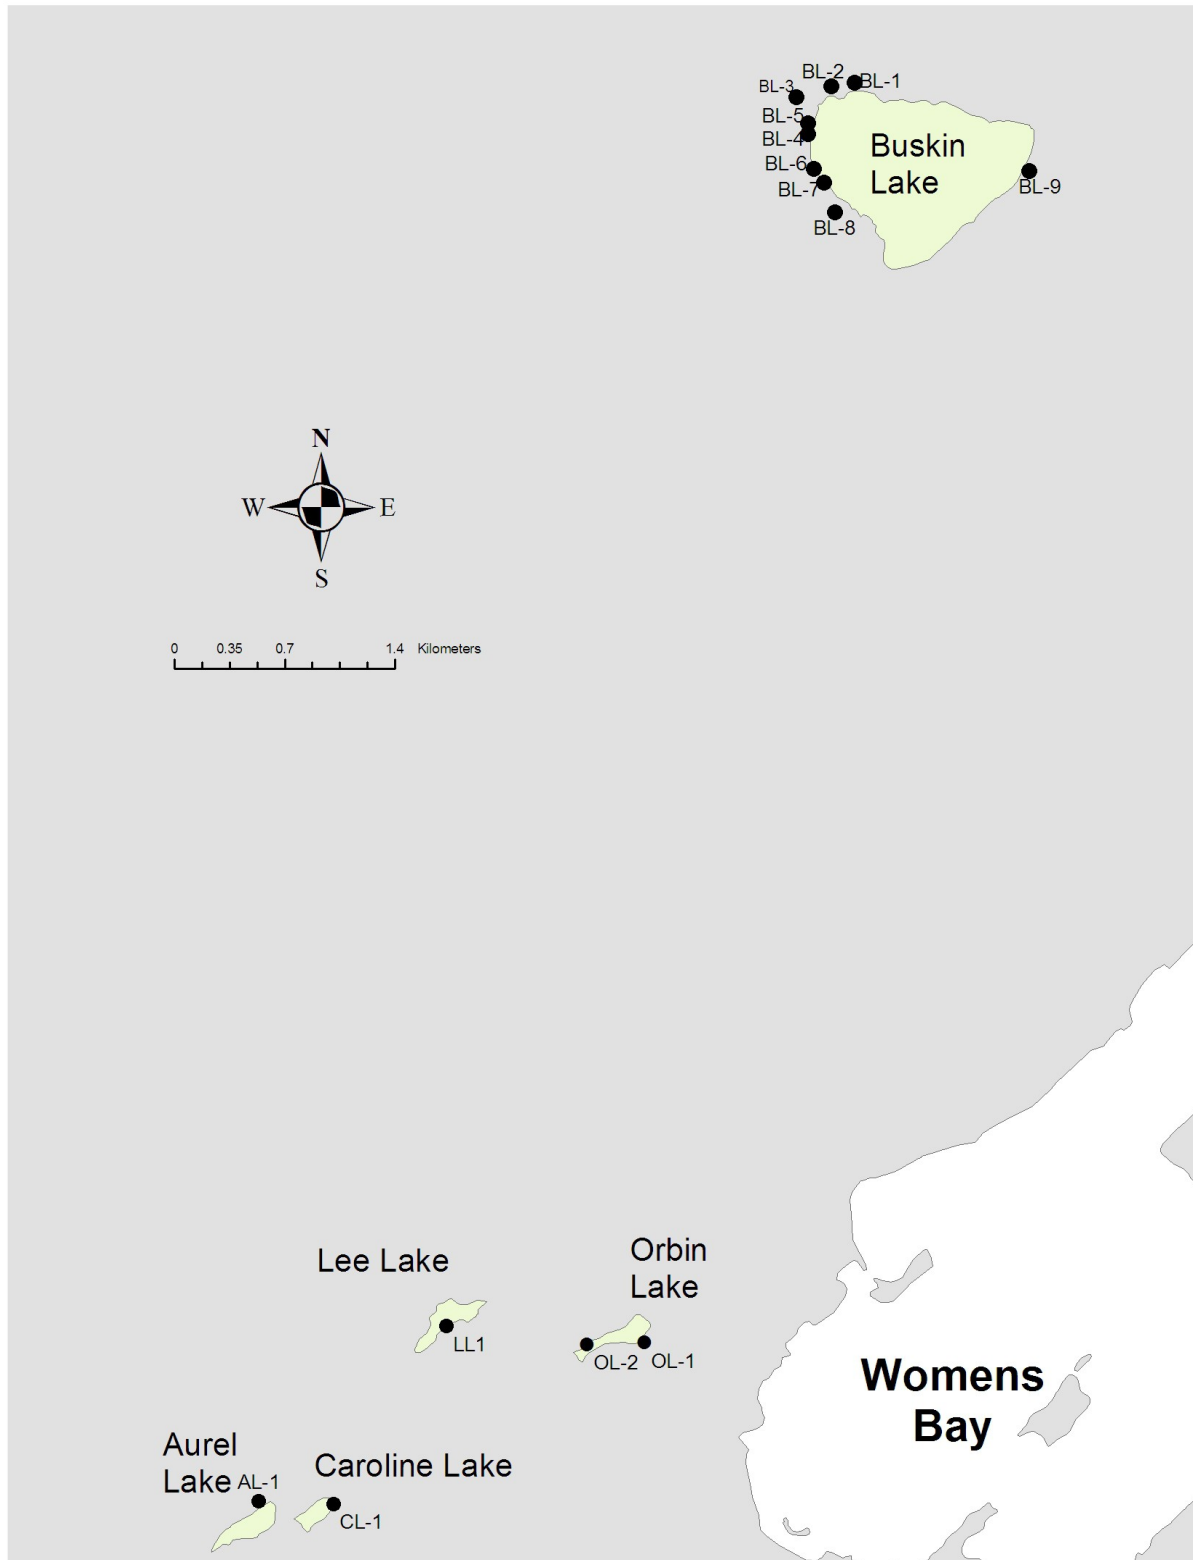 BL-2
BL-1
BL-3
BL-5
BL-4
Buskin
Lake
BL-6
BL-7
BL-9
BL-8
N
W
E
S
0 0.35 0.7 1.4 Kilometers
Lee Lake
Orbin
Lake
LL1
OL-2
OL-1
Womens
Bay
Aurel
Lake
AL-1
Caroline Lake
CL-1